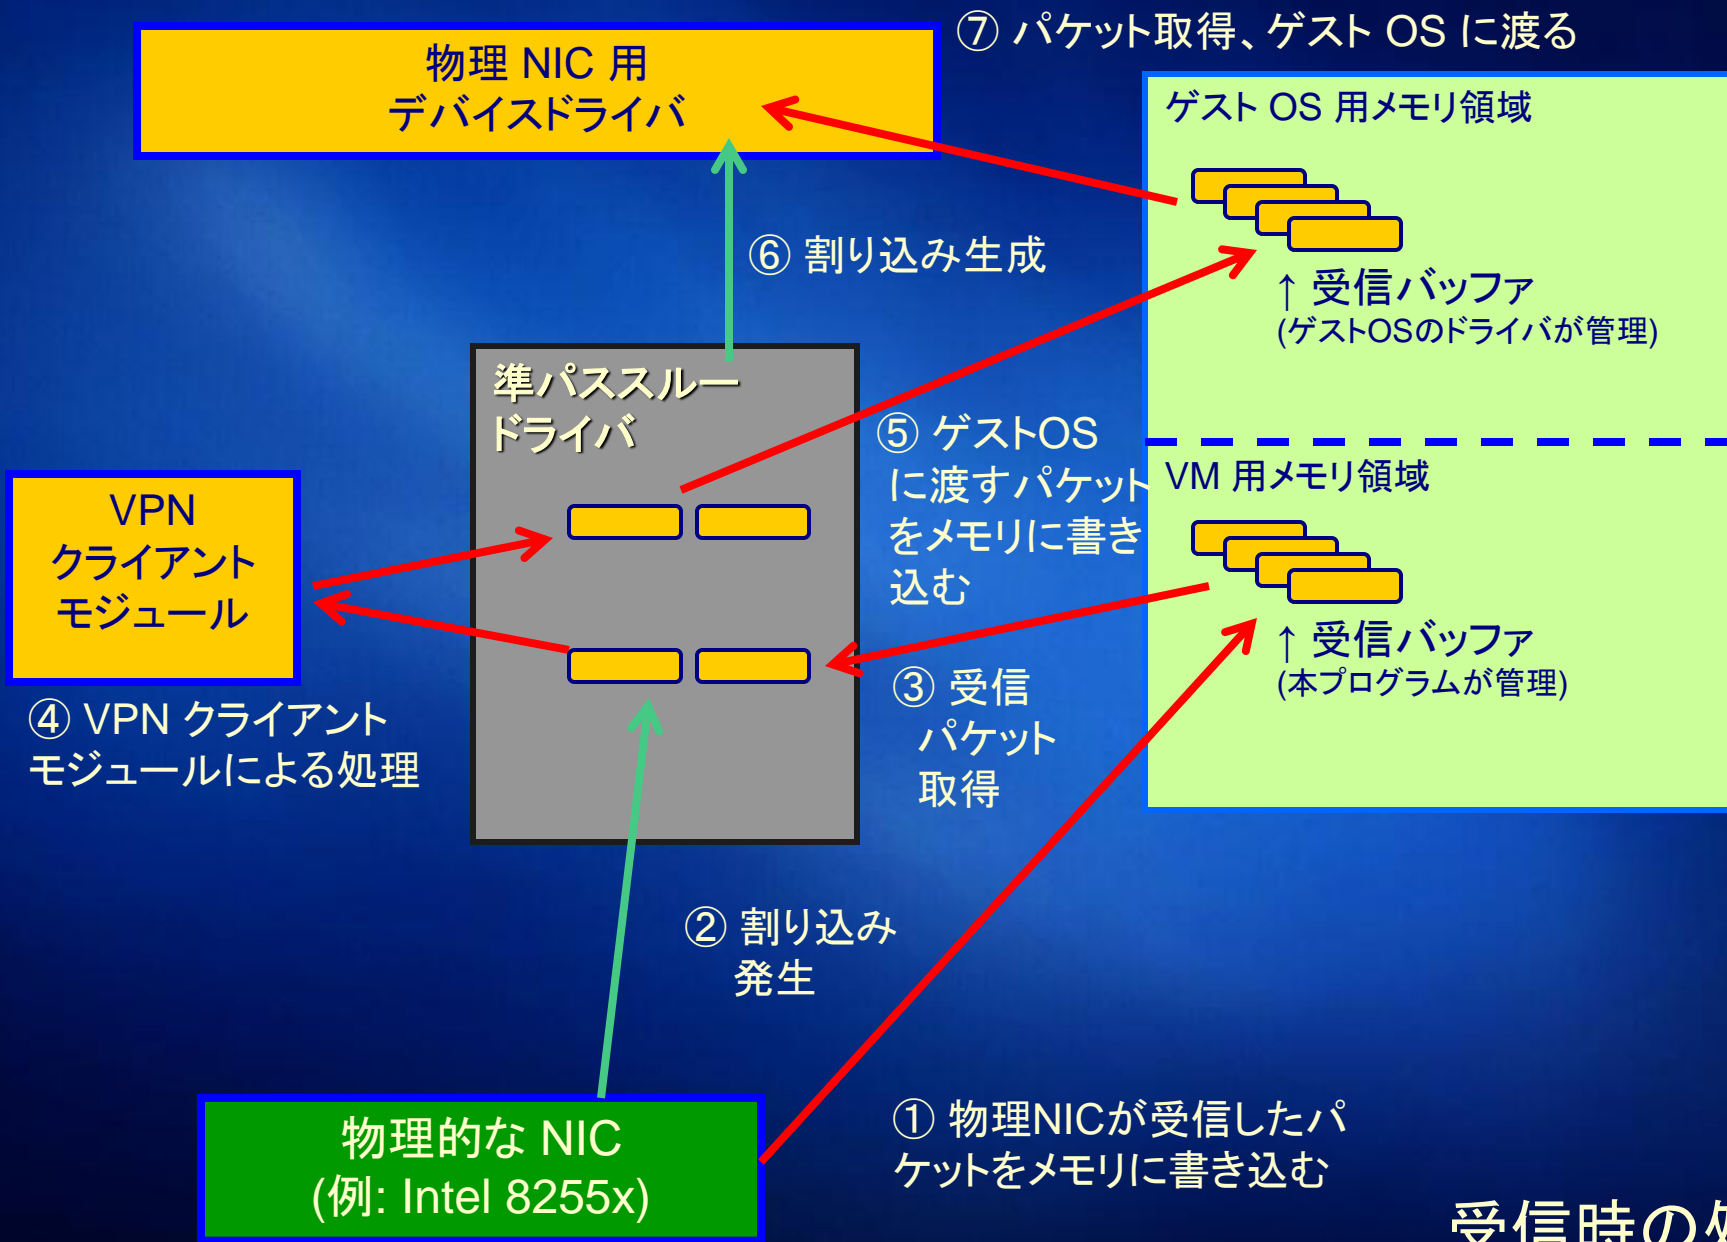 ⑦ パケット取得、ゲスト OS に渡る
物理 NIC 用
デバイスドライバ
ゲスト OS 用メモリ領域
⑥ 割り込み生成
↑ 受信バッファ
(ゲストOSのドライバが管理)
準パススルー
ドライバ
⑤ ゲストOS
に渡すパケット
をメモリに書き
込む
VM 用メモリ領域
VPN
クライアント
モジュール
↑ 受信バッファ
(本プログラムが管理)
③ 受信
パケット
取得
④ VPN クライアント
モジュールによる処理
② 割り込み
発生
① 物理NICが受信したパ
ケットをメモリに書き込む
物理的な NIC
(例: Intel 8255x)
受信時の